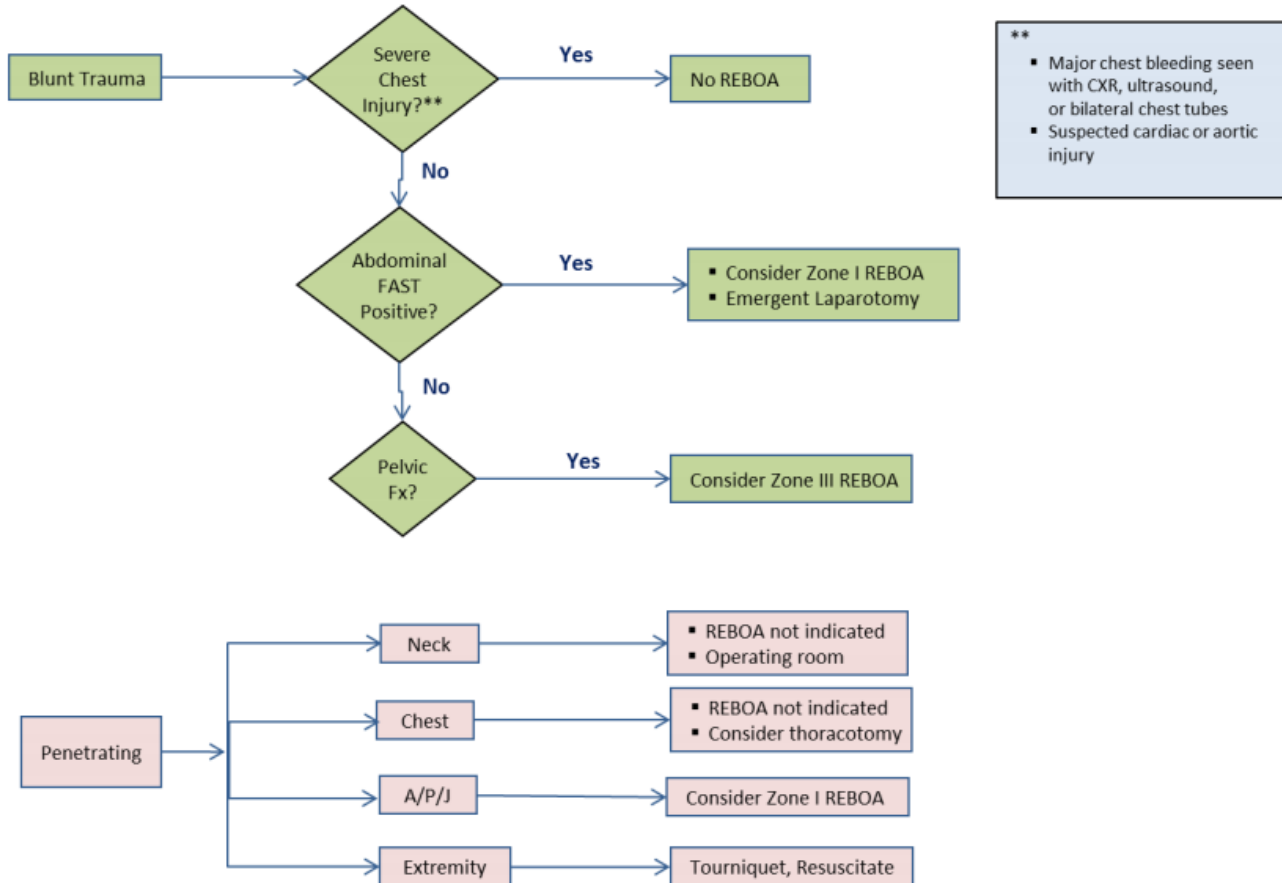 Blunt Trauma
Severe
Chest
Injury?**
Yes
No REBOA
**
▪ Major chest bleeding seen
with CXR, ultrasound,
or bilateral chest tubes
▪ Suspected cardiac or aortic
injury
No
Abdominal
FAST
Positive?
Yes
▪ Consider Zone I REBOA
▪ Emergent Laparotomy
No
Pelvic
Fx?
Yes
Consider Zone III REBOA
Penetrating
Neck
▪ REBOA not indicated
▪ Operating room
Chest
▪ REBOA not indicated
▪ Consider thoracotomy
A/P/J
Consider Zone I REBOA
Extremity
Tourniquet, Resuscitate